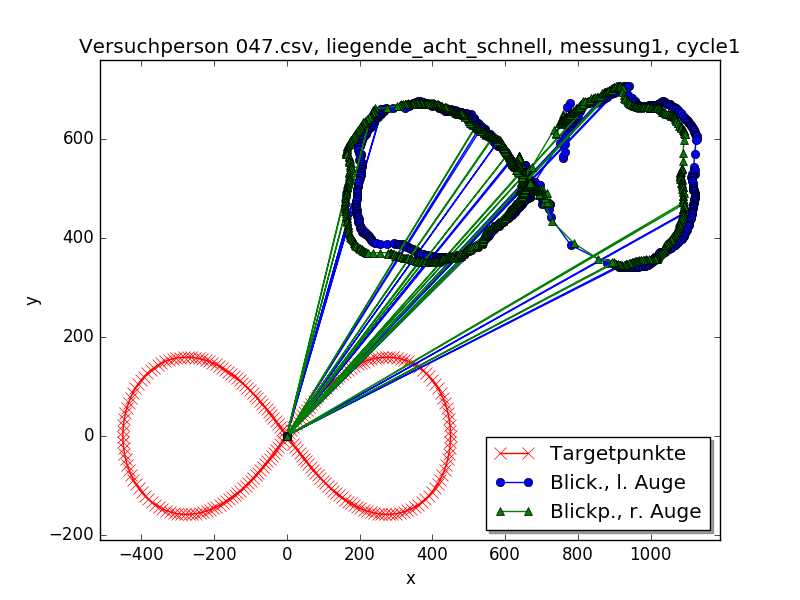 Versuchperson 047.csv, liegende_acht_schnell, messung1, cycle1
600
400
200
0
−200
y
−400
−200
0
200
400
600
800
1000
x
Targetpunkte
Blick., l. Auge
Blickp., r. Auge